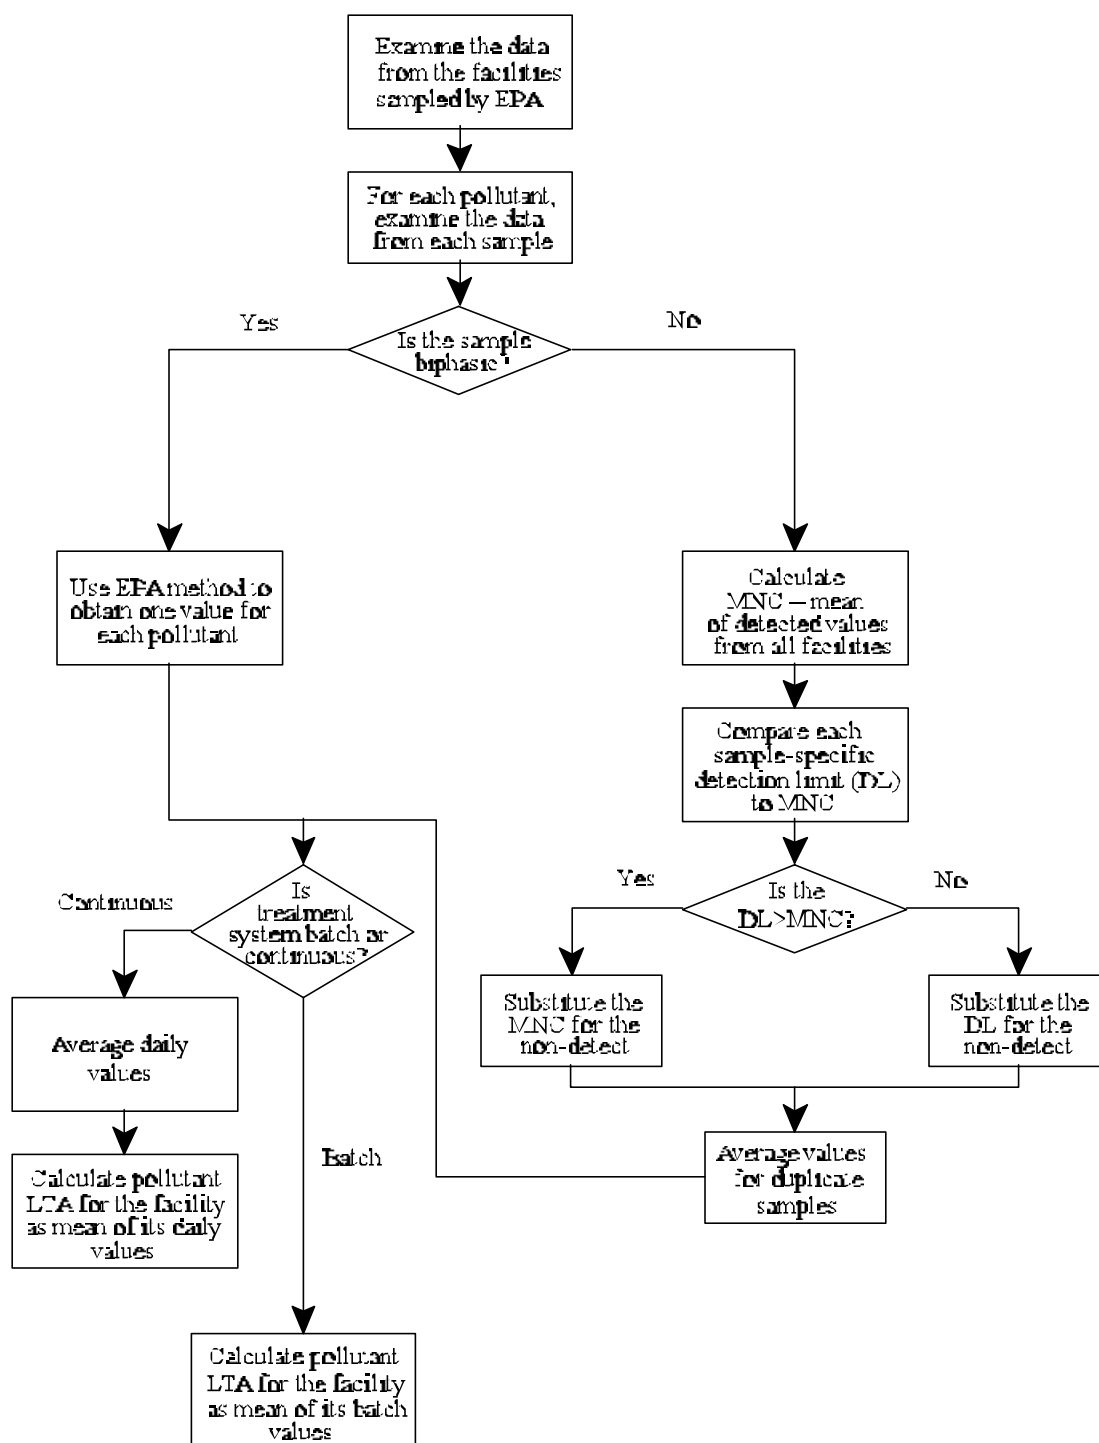 Examine the data
from the facilities
sampled by EPA
For each pollutant,
examine the data
from each sample
Yes
No
Is the sample
biphasic?
Use EPA method to
obtain one value for
each pollutant
Calculate
MNC = mean
of detected values
from all facilities
Compare each
sample-specific
detection limit (DL)
to MNC
Continuous
Is
treatment
system batch or
continuous?
Yes
Is the
DL>MNC?
No
Average daily
values
Substitute the
MNC for the
non-detect
Substitute the
DL for the
non-detect
Batch
Average values
for duplicate
samples
Calculate pollutant
LTA for the facility
as mean of its daily
values
Calculate pollutant
LTA for the facility
as mean of its batch
values